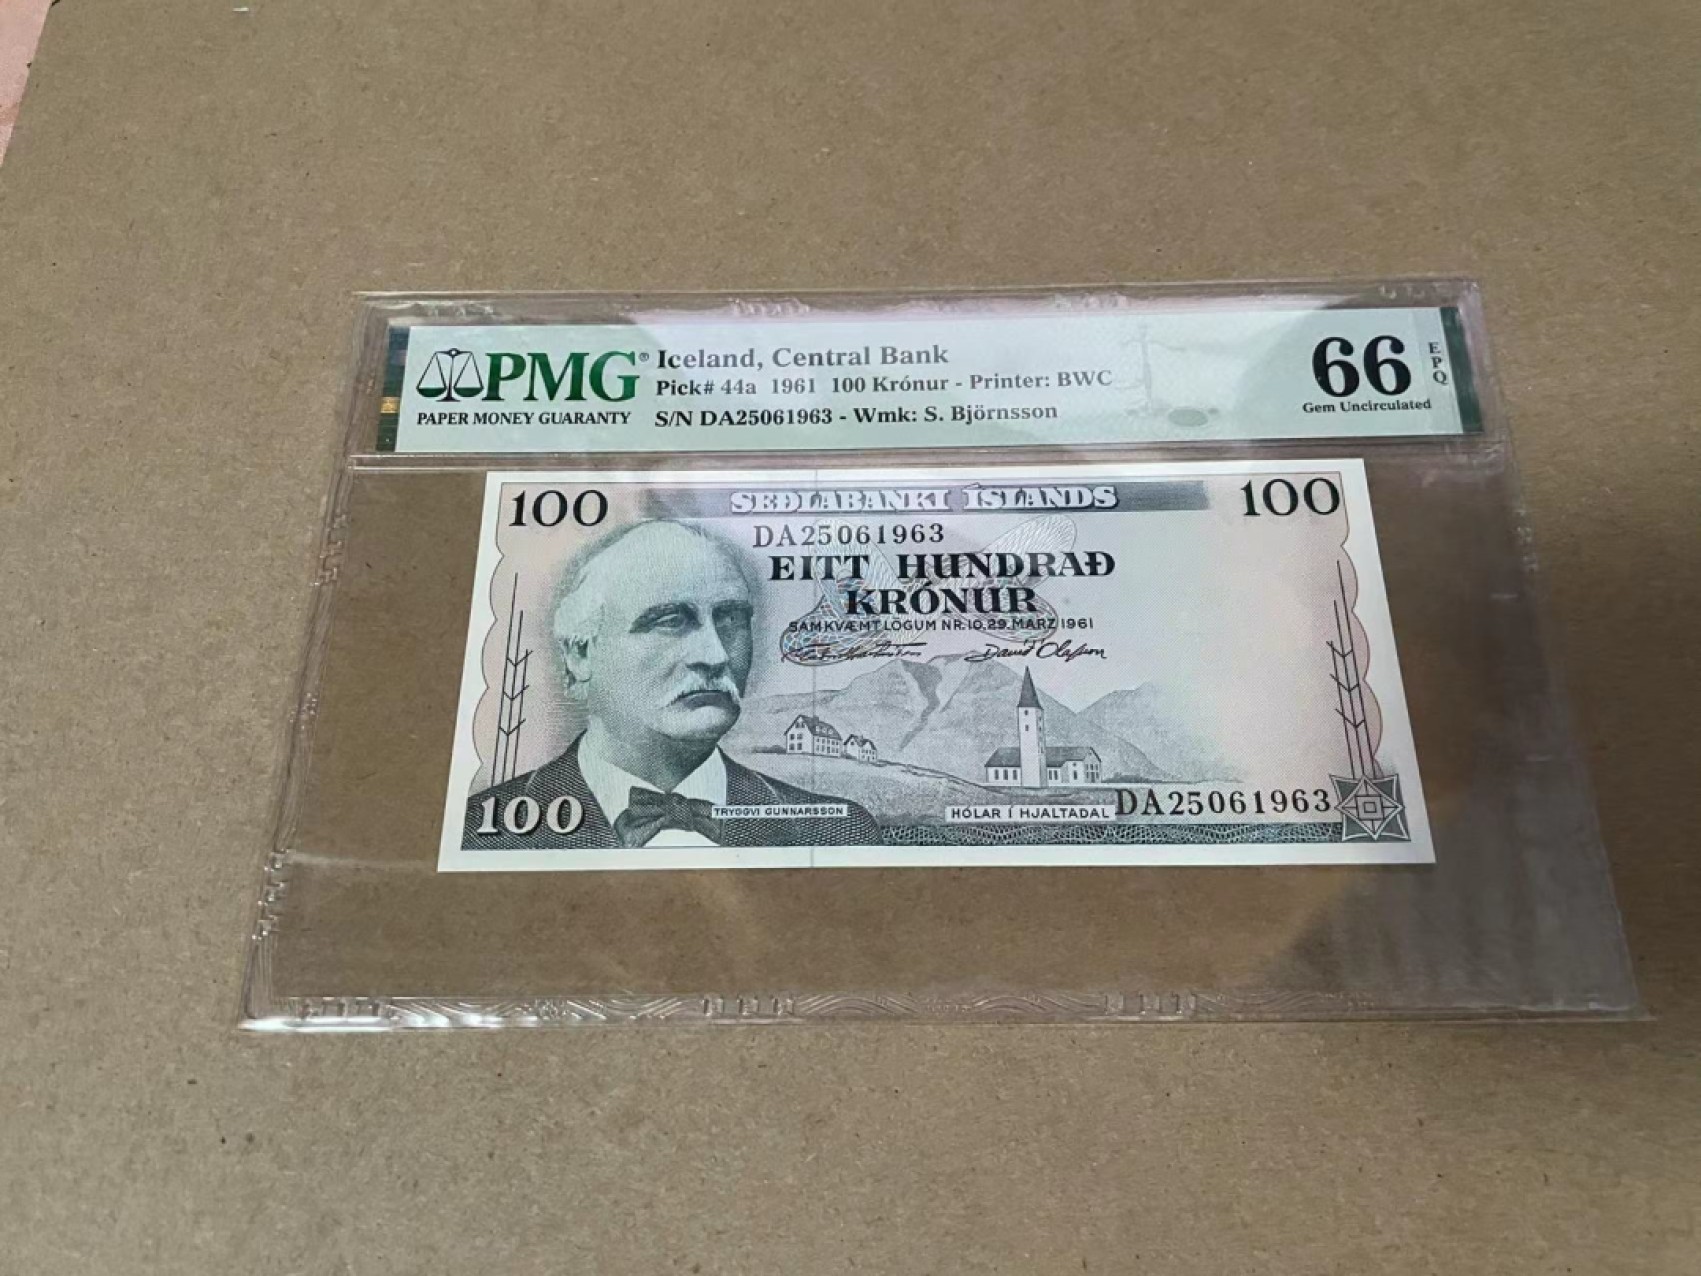 PMG®
PAPER MONEY GUARANTY
Iceland, Central Bank
Pick# 44a 1961 100 Krónur - Printer: BWC
S/N DA25061963 - Wmk: S. Björnsson
66
EPQ
Gem Uncirculated
100 SEÐLABANKI ÍSLANDS 100
DA25061963
EITT HUNDRAÐ
KRÓNUR
SAMKVÆMT LÖGUM NR.10, 29. MARZ 1961
Davíð Ólafsson
100 TRYGGVI GUNNARSSON HÓLAR Í HJALTADAL DA25061963